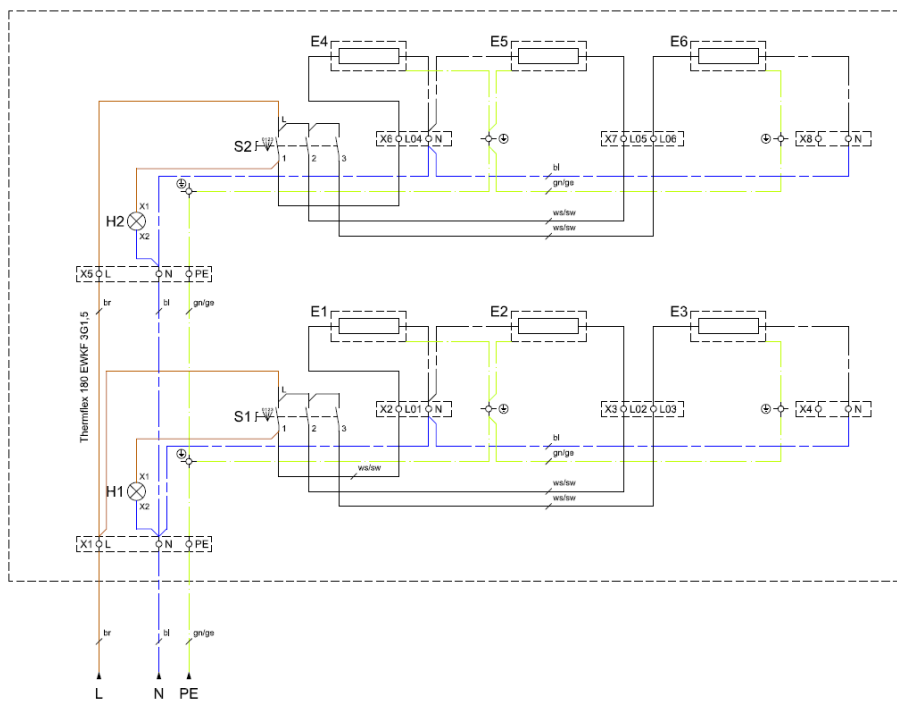 E4
E5
E6
L
S2
0123
1
2
3
X6
L04
N
X7
L05
L06
X8
N
bl
gn/ge
X1
H2
X2
ws/sw
ws/sw
X5
L
N
PE
br
bl
gn/ge
Thermflex 180 EWKF 3G1,5
E1
E2
E3
L
S1
0123
1
2
3
X2
L01
N
X3
L02
L03
X4
N
bl
gn/ge
ws/sw
X1
H1
X2
ws/sw
ws/sw
X1
L
N
PE
br
bl
gn/ge
L
N
PE